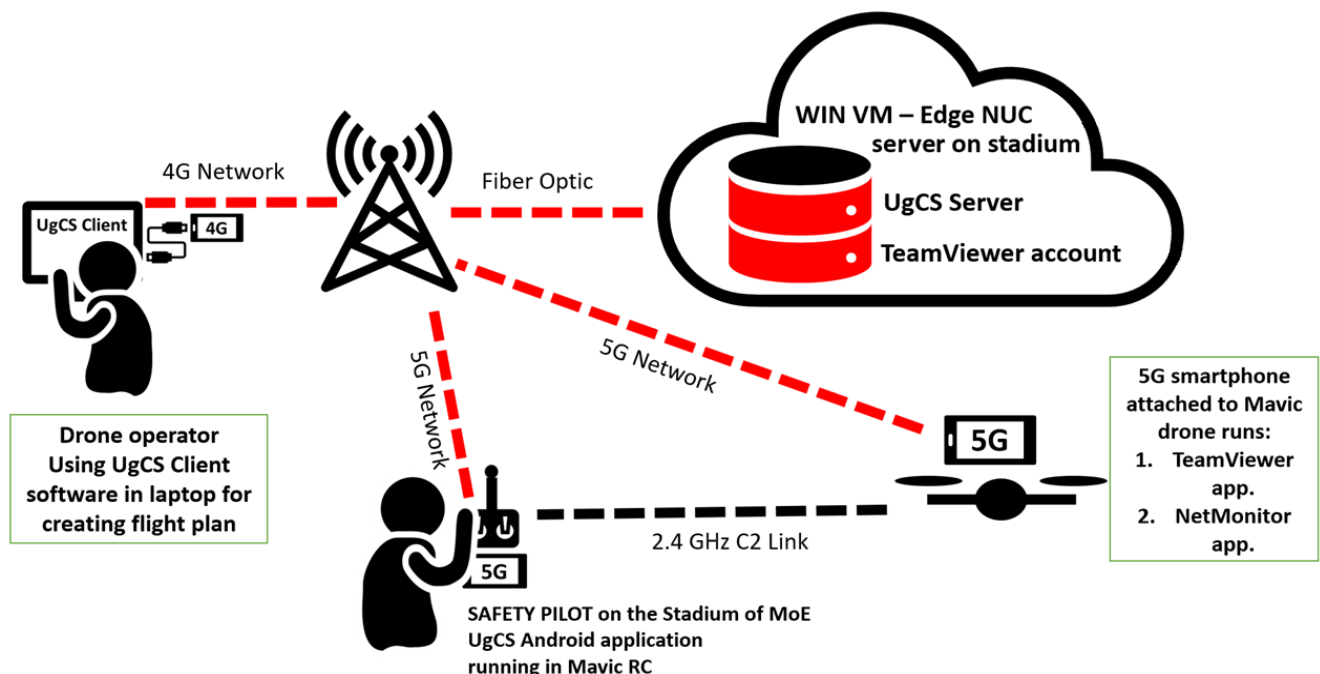 WIN VM – Edge NUC
server on stadium
UgCS Server
TeamViewer account
4G Network
Fiber Optic
UgCS Client
4G
5G Network
5G Network
Drone operator
Using UgCS Client
software in laptop for
creating flight plan
5G
2.4 GHz C2 Link
5G
SAFETY PILOT on the Stadium of MoE
UgCS Android application
running in Mavic RC
5G smartphone
attached to Mavic
drone runs:
1. TeamViewer
app.
2. NetMonitor
app.